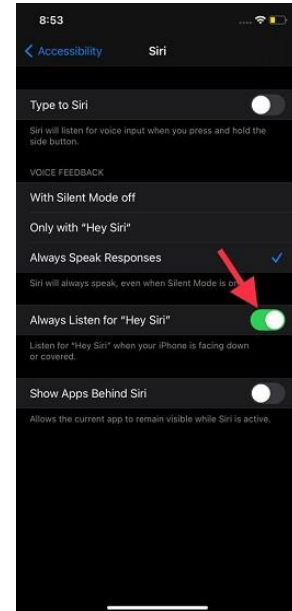 8:53
Accessibility
Siri
Type to Siri
Siri will listen for voice input when you press and hold the
side button.
VOICE FEEDBACK
With Silent Mode off
Only with "Hey Siri"
Always Speak Responses
Siri will always speak, even when Silent Mode is
Always Listen for "Hey Siri"
Listen for "Hey Siri" when your iPhone is facing down
or covered.
Show Apps Behind Siri
Allows the current app to remain visible while Siri is active.